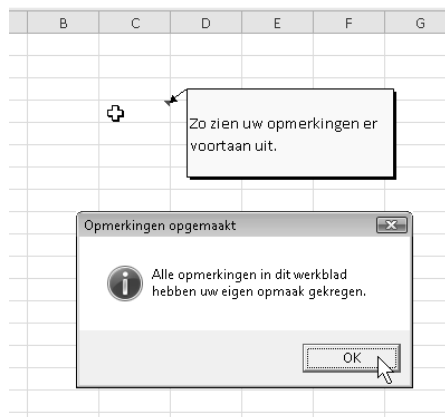 B C D E F G
Zo zien uw opmerkingen er
voortaan uit.
Opmerkingen opgemaakt
Alle opmerkingen in dit werkblad
hebben uw eigen opmaak gekregen.
OK